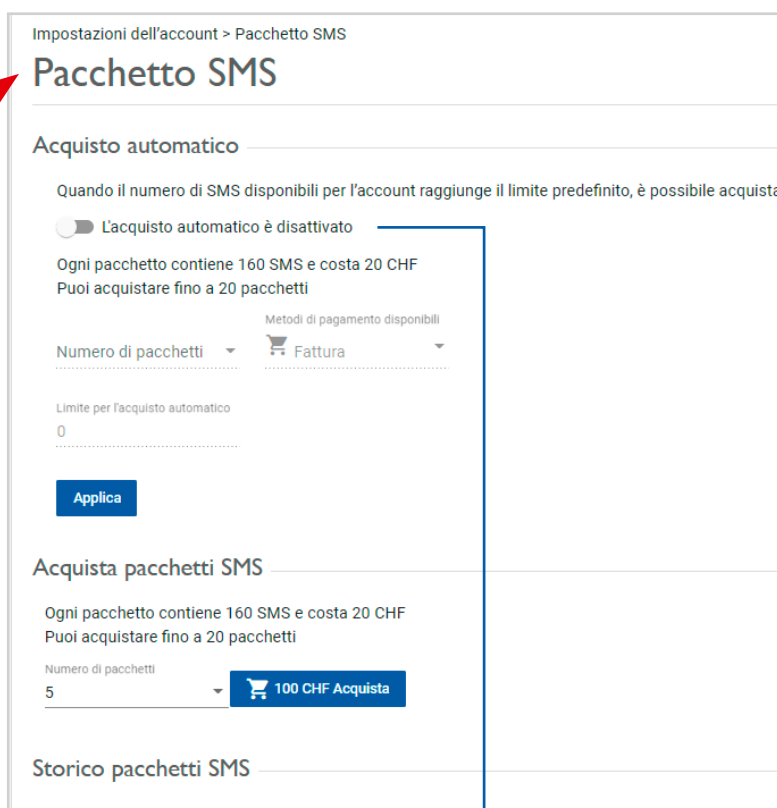 Impostazioni dell'account > Pacchetto SMS
Pacchetto SMS
Acquisto automatico
Quando il numero di SMS disponibili per l'account raggiunge il limite predefinito, è possibile acquista
L'acquisto automatico è disattivato
Ogni pacchetto contiene 160 SMS e costa 20 CHF
Puoi acquistare fino a 20 pacchetti
Metodi di pagamento disponibili
Numero di pacchetti Fattura
Limite per l'acquisto automatico
0
Applica
Acquista pacchetti SMS
Ogni pacchetto contiene 160 SMS e costa 20 CHF
Puoi acquistare fino a 20 pacchetti
Numero di pacchetti
5 100 CHF Acquista
Storico pacchetti SMS